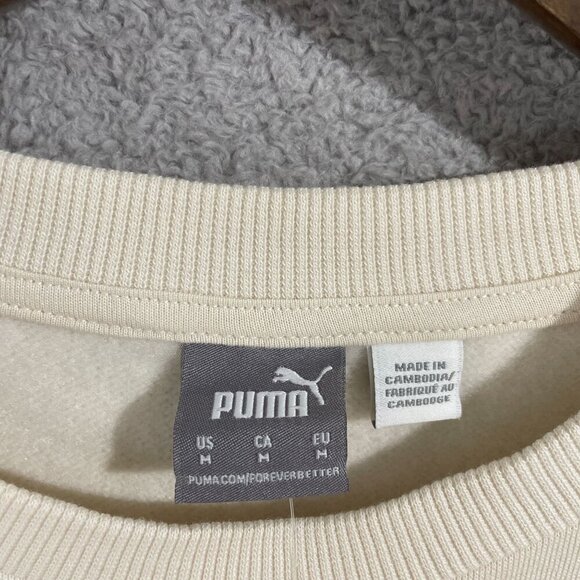 PUMA
US CA EU
M M M
PUMA.COM/FOREVERBETTER
MADE IN
CAMBODIA/
FABRIQUÉ AU
CAMBODGE